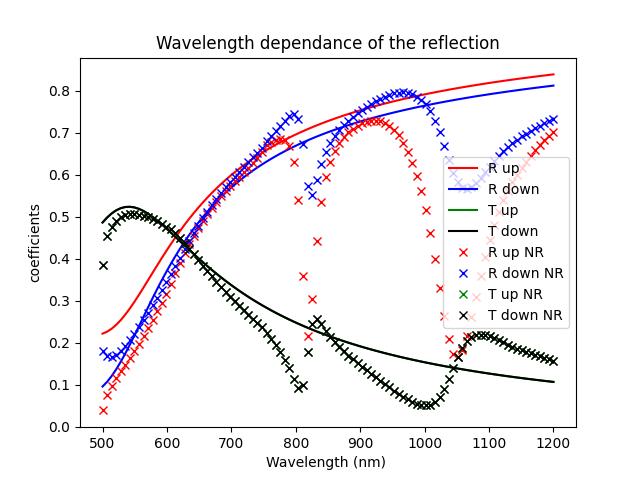 Wavelength dependance of the reflection
coefficients
0.8
0.7
0.6
0.5
0.4
0.3
0.2
0.1
0.0
R up
R down
T up
T down
R up NR
R down NR
T up NR
T down NR
500 600 700 800 900 1000 1100 1200
Wavelength (nm)